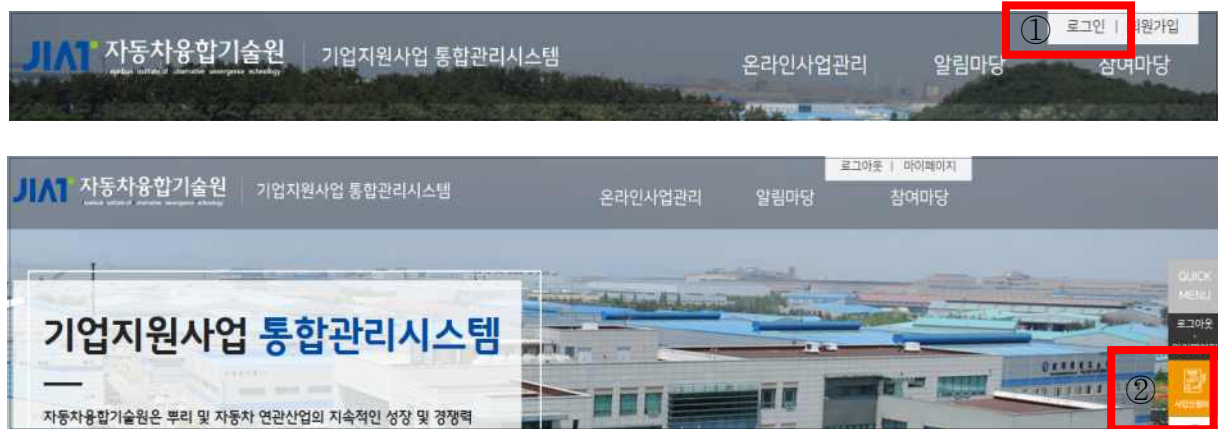 ① 로그인 | 회원가입
JIAT 자동차융합기술원 기업지원사업 통합관리시스템
온라인사업관리 알림마당 참여마당
로그아웃 | 마이페이지
JIAT 자동차융합기술원 기업지원사업 통합관리시스템
온라인사업관리 알림마당 참여마당
QUICK
MENU
로그아웃
기업지원사업 통합관리시스템
②
자동차융합기술원은 뿌리 및 자동차 연관산업의 지속적인 성장 및 경쟁력